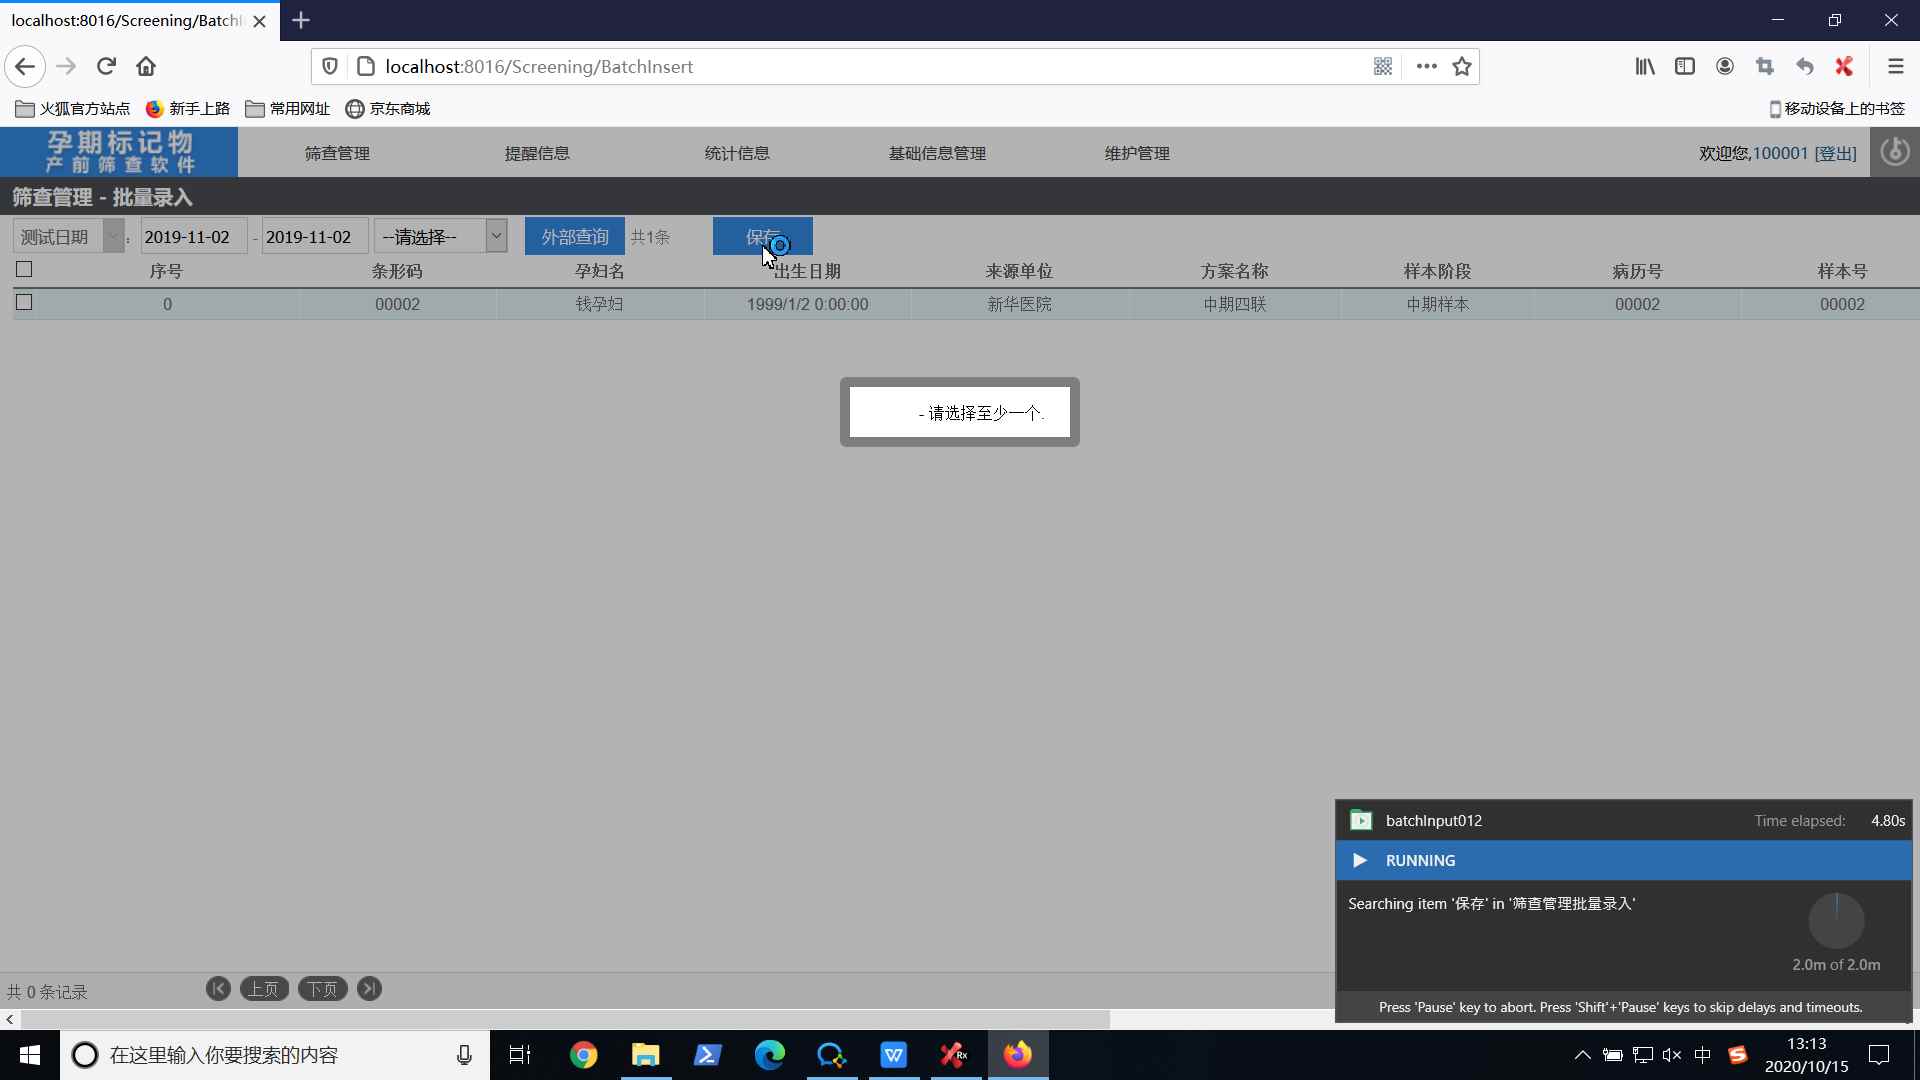 localhost:8016/Screening/BatchI
localhost:8016/Screening/BatchInsert
火狐官方站点 新手上路 常用网址 京东商城 移动设备上的书签
孕期标记物
产前筛查软件
筛查管理 提醒信息 统计信息 基础信息管理 维护管理 欢迎您,100001 [登出]
筛查管理 - 批量录入
测试日期 : 2019-11-02 - 2019-11-02 --请选择-- 外部查询 共1条 保存
序号 条形码 孕妇名 出生日期 来源单位 方案名称 样本阶段 病历号 样本号
0 00002 钱孕妇 1999/1/2 0:00:00 新华医院 中期四联 中期样本 00002 00002
- 请选择至少一个.
batchInput012 Time elapsed: 4.80s
RUNNING
Searching item '保存' in '筛查管理批量录入'
2.0m of 2.0m
Press 'Pause' key to abort. Press 'Shift'+'Pause' keys to skip delays and timeouts.
共 0 条记录 上页 下页
在这里输入你要搜索的内容
中
13:13
2020/10/15